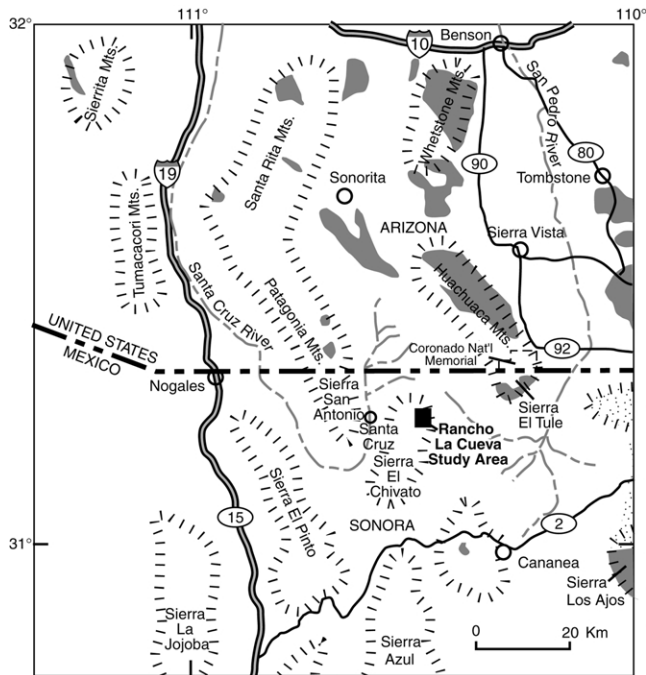 32°
111°
110°
Benson
10
Sierrita Mts.
Santa Rita Mts.
Whetstone Mts.
San Pedro River
19
90
80
Tombstone
Sonorita
Tumacacori Mts.
ARIZONA
Sierra Vista
Santa Cruz River
Patagonia Mts.
Huachuaca Mts.
UNITED STATES
MEXICO
Coronado Nat'l
Memorial
92
Nogales
Sierra
San
Antonio
Santa
Cruz
Sierra
El Tule
Rancho
La Cueva
Study Area
Sierra
El
Chivato
Sierra El Pinto
15
SONORA
2
31°
Cananea
Sierra
Los Ajos
Sierra
La
Jojoba
Sierra
Azul
0
20 Km